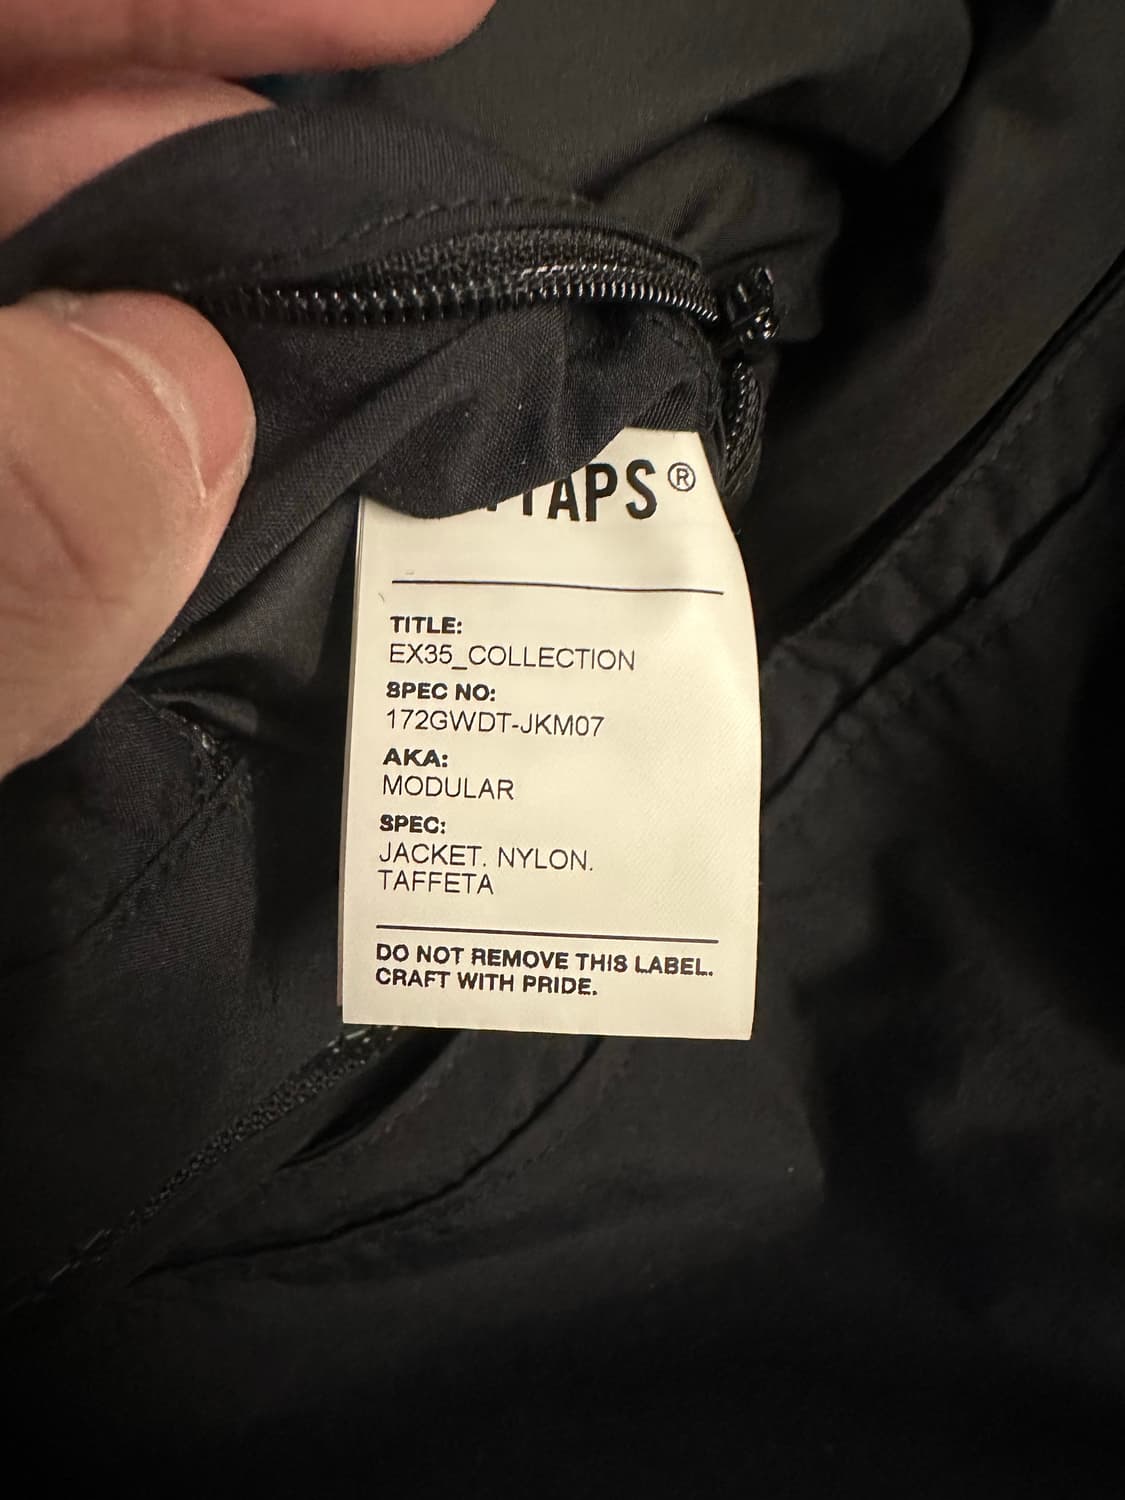 TAPS®
TITLE:
EX35_COLLECTION
SPEC NO:
172GWDT-JKM07
AKA:
MODULAR
SPEC:
JACKET. NYLON.
TAFFETA
DO NOT REMOVE THIS LABEL.
CRAFT WITH PRIDE.